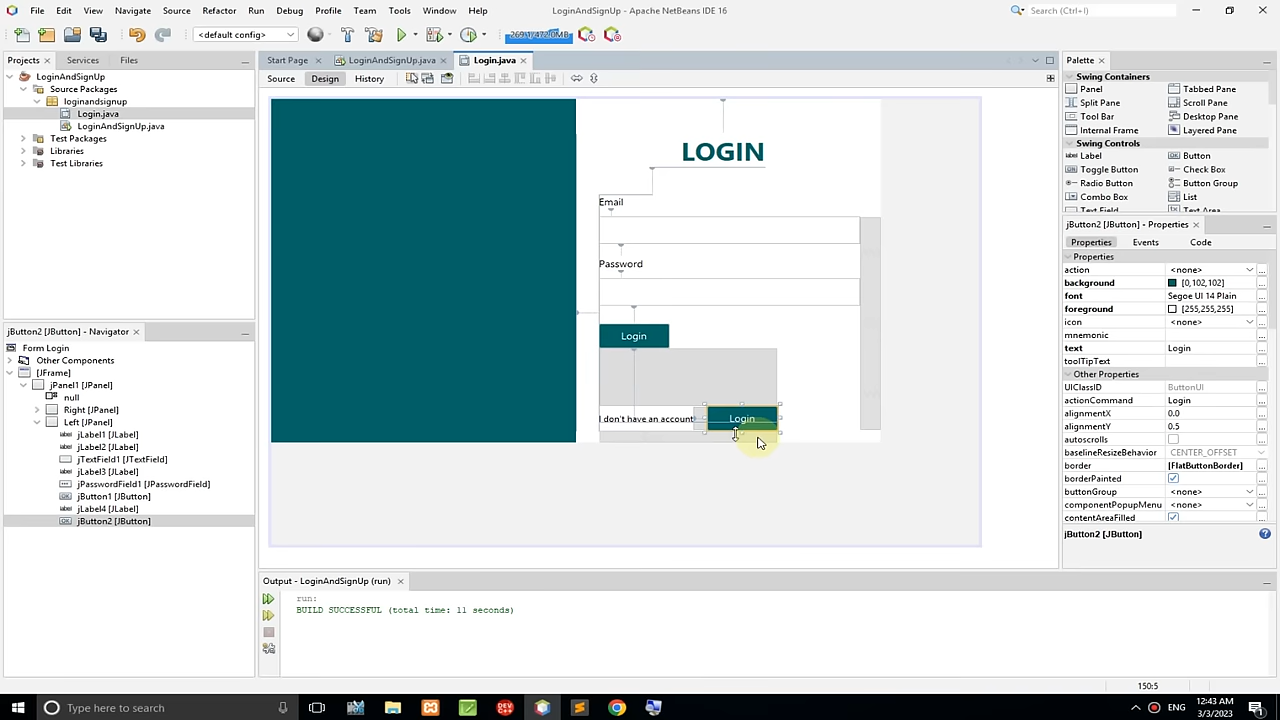 File Edit View Navigate Source Refactor Run Debug Profile Team Tools Window Help LoginAndSignUp - Apache NetBeans IDE 16 Search (Ctrl+I)
<default config> 269.1/472.0MB
Projects Services Files
LoginAndSignUp
Source Packages
loginandsignup
Login.java
LoginAndSignUp.java
Test Packages
Libraries
Test Libraries
jButton2 [JButton] - Navigator
Form Login
Other Components
[JFrame]
jPanel1 [JPanel]
null
Right [JPanel]
Left [JPanel]
jLabel1 [JLabel]
jLabel2 [JLabel]
jTextField1 [JTextField]
jLabel3 [JLabel]
jPasswordField1 [JPasswordField]
jButton1 [JButton]
jLabel4 [JLabel]
jButton2 [JButton]
Start Page LoginAndSignUp.java Login.java
Source Design History
LOGIN
Email
Password
Login
I don't have an account
Login
Output - LoginAndSignUp (run)
run:
BUILD SUCCESSFUL (total time: 11 seconds)
Palette
Swing Containers
Panel Tabbed Pane
Split Pane Scroll Pane
Tool Bar Desktop Pane
Internal Frame Layered Pane
Swing Controls
Label Button
Toggle Button Check Box
Radio Button Button Group
Combo Box List
Text Field Text Area
jButton2 [JButton] - Properties
Properties Events Code
Properties
action <none> ...
background [0,102,102] ...
font Segoe UI 14 Plain ...
foreground [255,255,255] ...
icon <none> ...
mnemonic ...
text Login ...
toolTipText ...
Other Properties
UIClassID ButtonUI ...
actionCommand Login ...
alignmentX 0.0 ...
alignmentY 0.5 ...
autoscrolls ...
baselineResizeBehavior CENTER_OFFSET ...
border [FlatButtonBorder] ...
borderPainted ...
buttonGroup <none> ...
componentPopupMenu <none> ...
contentAreaFilled ...
jButton2 [JButton]
150:5
Type here to search
DEV
ENG
12:43 AM
3/3/2023